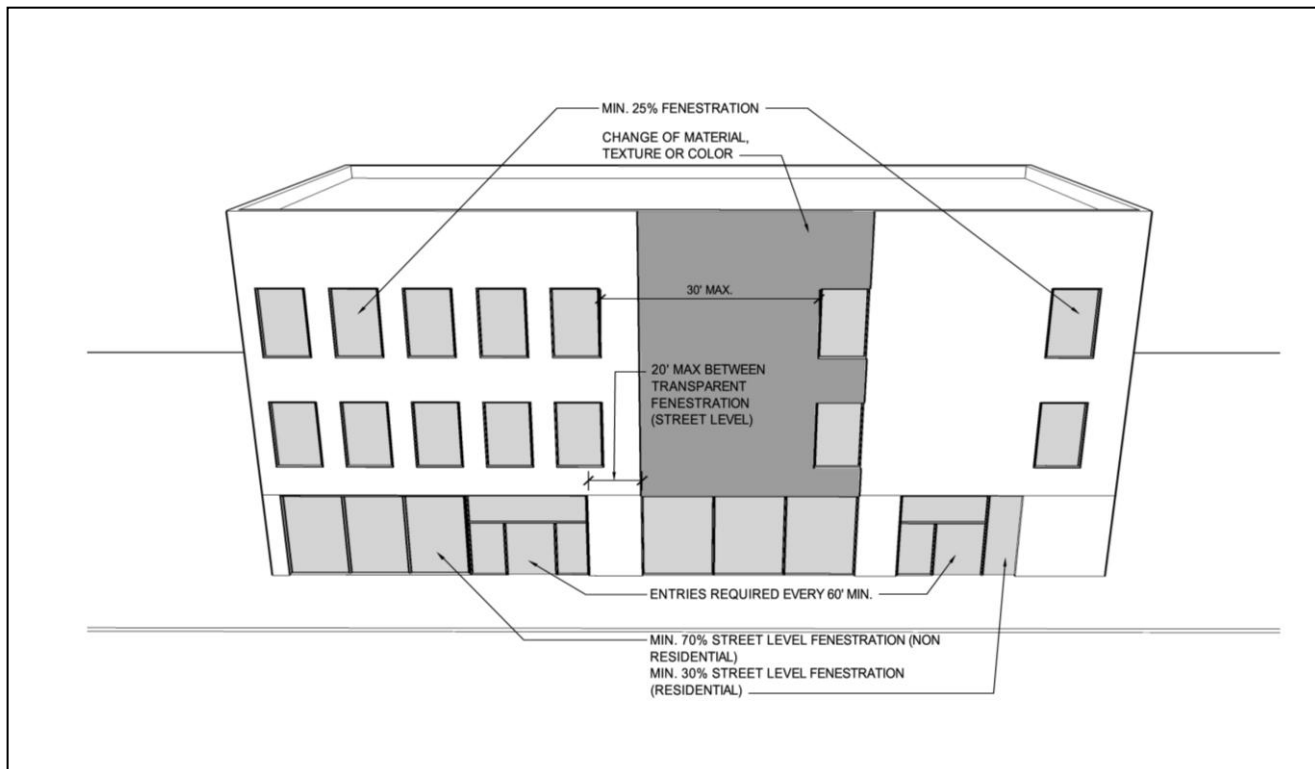 MIN. 25% FENESTRATION
CHANGE OF MATERIAL,
TEXTURE OR COLOR
30' MAX.
20' MAX BETWEEN
TRANSPARENT
FENESTRATION
(STREET LEVEL)
ENTRIES REQUIRED EVERY 60' MIN.
MIN. 70% STREET LEVEL FENESTRATION (NON
RESIDENTIAL)
MIN. 30% STREET LEVEL FENESTRATION
(RESIDENTIAL)